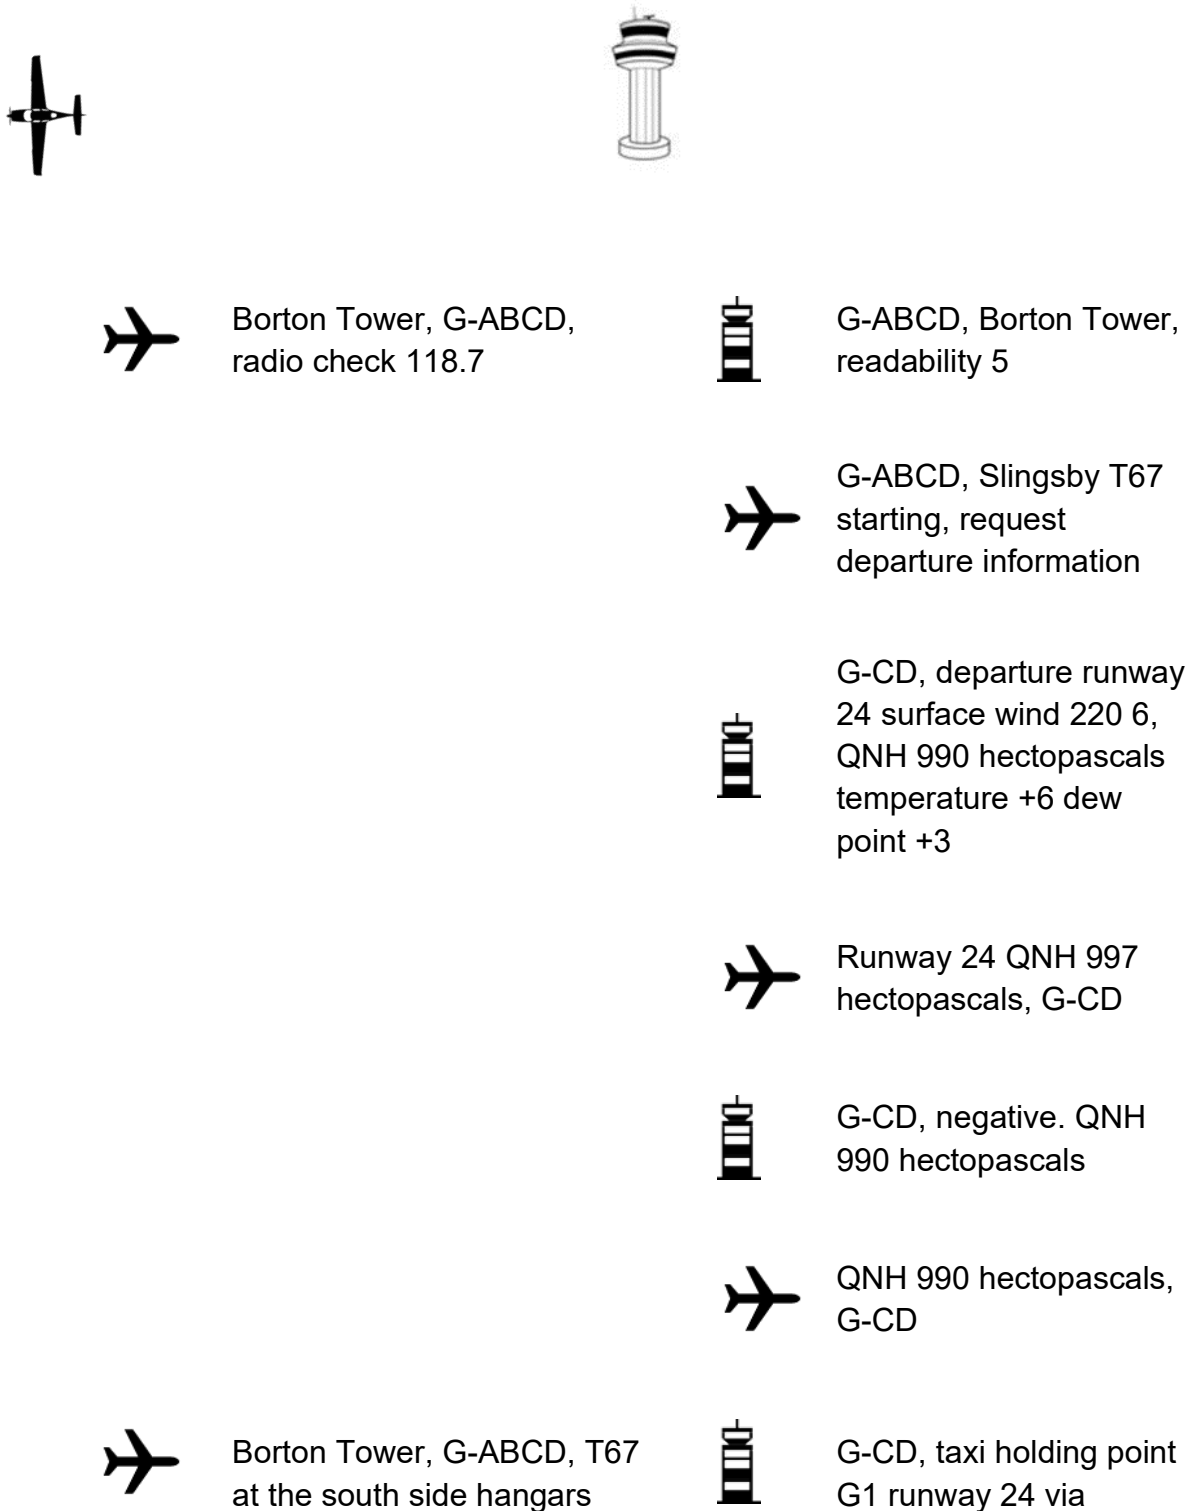 Borton Tower, G-ABCD,
radio check 118.7
G-ABCD, Borton Tower,
readability 5
G-ABCD, Slingsby T67
starting, request
departure information
G-CD, departure runway
24 surface wind 220 6,
QNH 990 hectopascals
temperature +6 dew
point +3
Runway 24 QNH 997
hectopascals, G-CD
G-CD, negative. QNH
990 hectopascals
QNH 990 hectopascals,
G-CD
Borton Tower, G-ABCD, T67
at the south side hangars
G-CD, taxi holding point
G1 runway 24 via